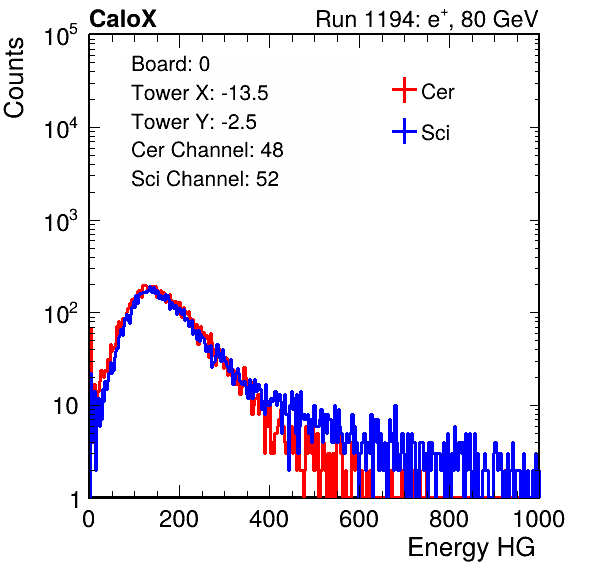 CaloX Run 1194: e⁺, 80 GeV
Counts
Board: 0
Tower X: -13.5
Tower Y: -2.5
Cer Channel: 48
Sci Channel: 52
Cer
Sci
10⁵
10⁴
10³
10²
10
1
0 200 400 600 800 1000
Energy HG